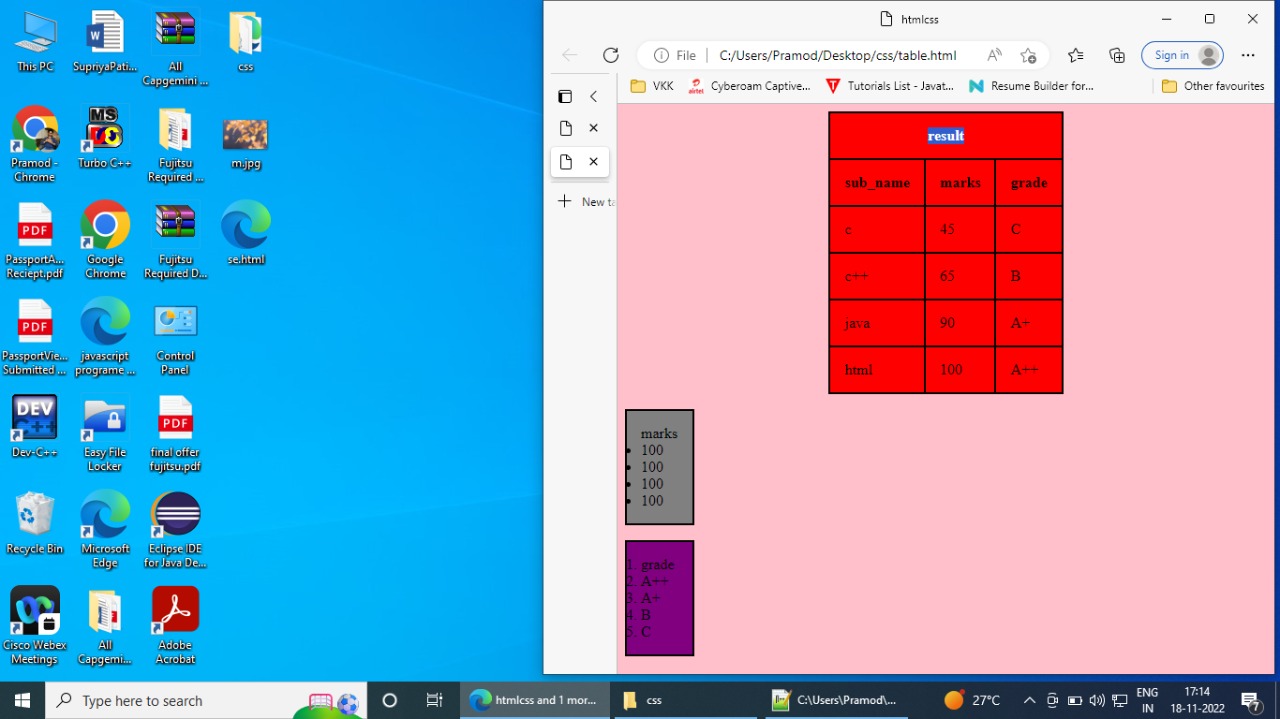 This PC
SupriyaPati...
All
Capgemini ...
css
Pramod -
Chrome
MS
Turbo C++
Fujitsu
Required ...
m.jpg
PDF
PassportA...
Reciept.pdf
Google
Chrome
Fujitsu
Required D...
se.html
PDF
PassportVie...
Submitted ...
javascript
programe ...
Control
Panel
DEV
C++
Dev-C++
Easy File
Locker
PDF
final offer
fujitsu.pdf
Recycle Bin
Microsoft
Edge
Eclipse IDE
for Java De...
Cisco Webex
Meetings
All
Capgemi...
Adobe
Acrobat
htmlcss
File
C:/Users/Pramod/Desktop/css/table.html
Sign in
VKK
airtel
Cyberoam Captive...
Tutorials List - Javat...
Resume Builder for...
Other favourites
New ta
result
sub_name marks grade
c 45 C
c++ 65 B
java 90 A+
html 100 A++
marks
• 100
• 100
• 100
• 100
1. grade
2. A++
3. A+
4. B
5. C
Type here to search
htmlcss and 1 mor...
css
C:\Users\Pramod\...
27°C
ENG
IN
17:14
18-11-2022
7